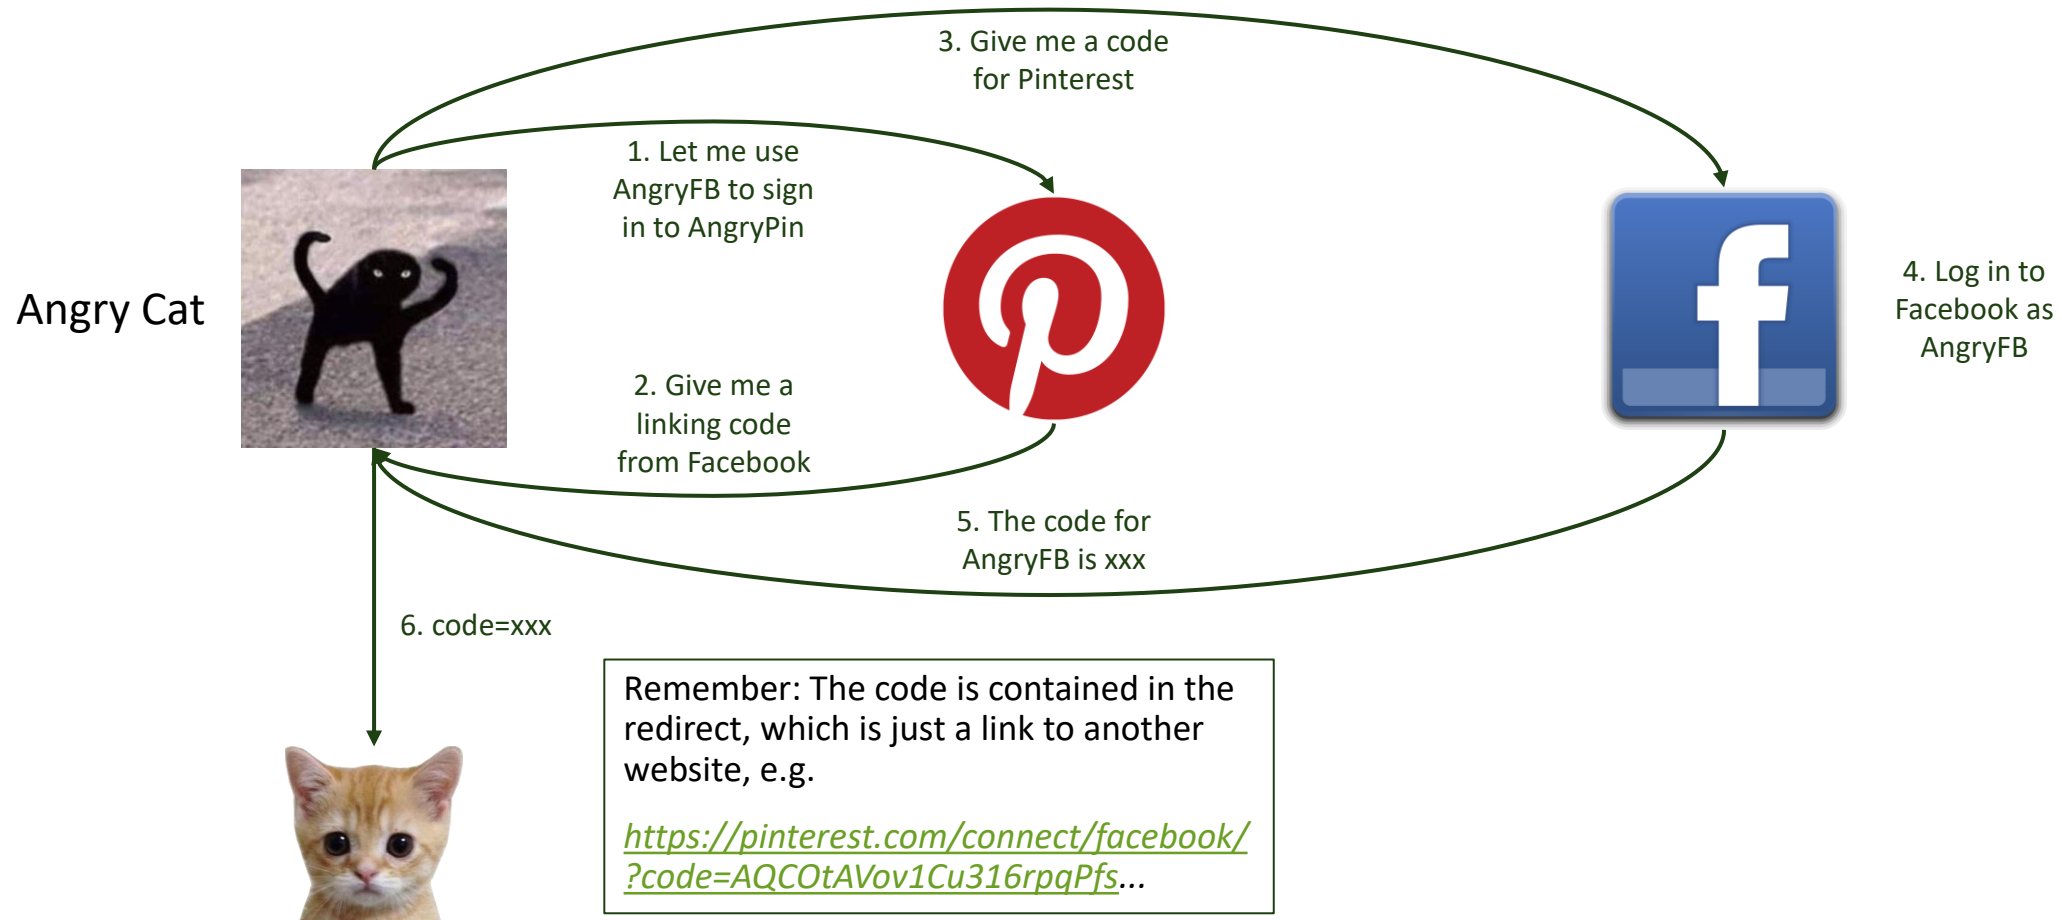 3. Give me a code
for Pinterest
1. Let me use
AngryFB to sign
in to AngryPin
Angry Cat
4. Log in to
Facebook as
AngryFB
2. Give me a
linking code
from Facebook
5. The code for
AngryFB is xxx
6. code=xxx
Remember: The code is contained in the
redirect, which is just a link to another
website, e.g.
https://pinterest.com/connect/facebook/
?code=AQCOtAVov1Cu316rpqPfs...